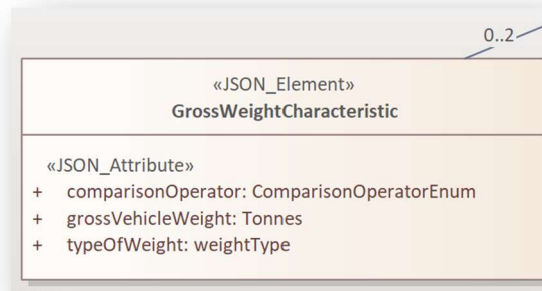 0..2
«JSON_Element»
GrossWeightCharacteristic
«JSON_Attribute»
+ comparisonOperator: ComparisonOperatorEnum
+ grossVehicleWeight: Tonnes
+ typeOfWeight: weightType